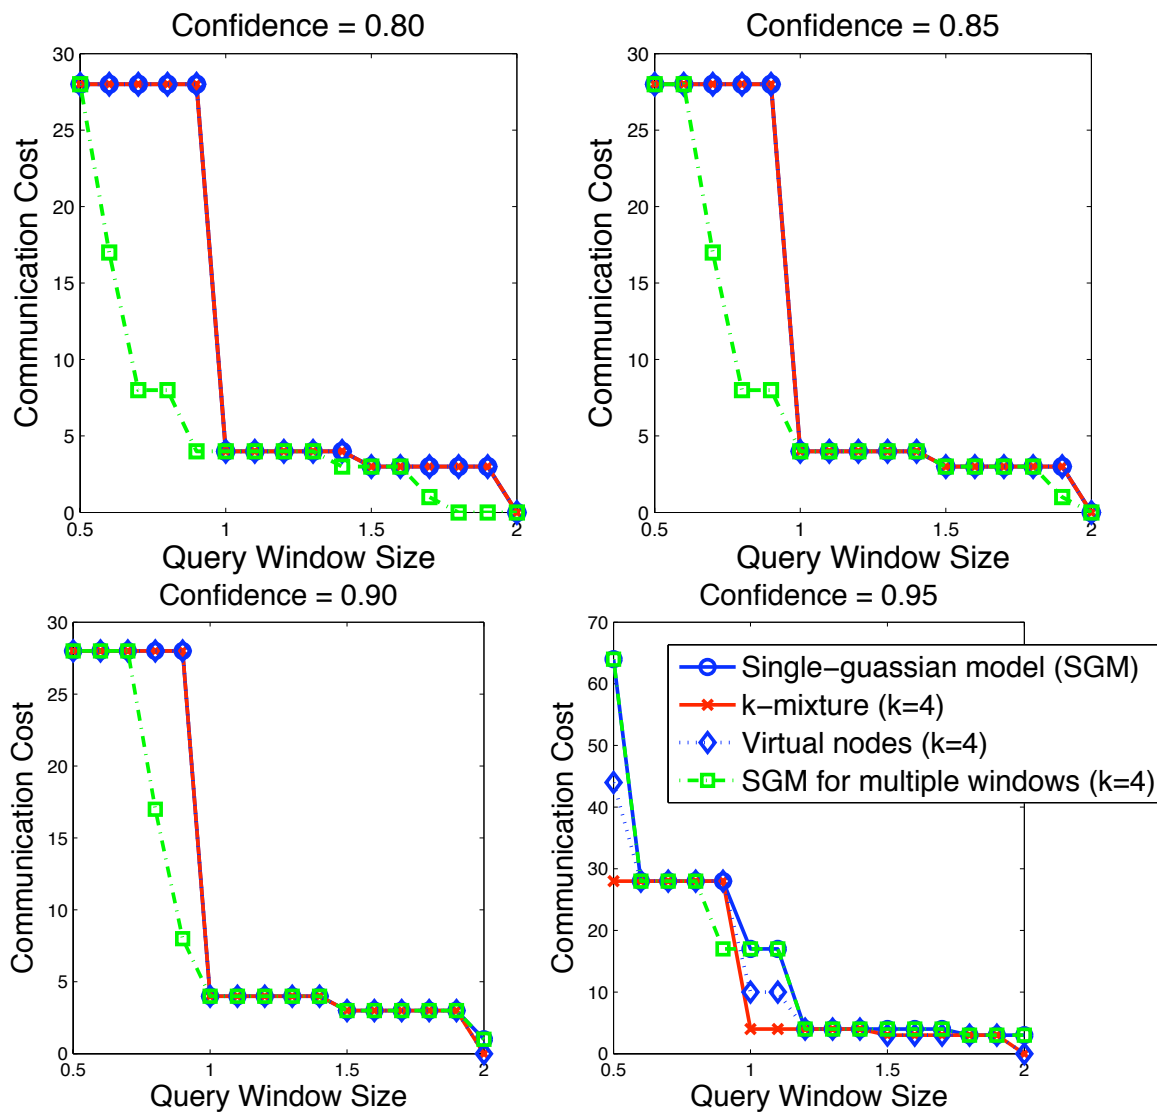 Confidence = 0.80
30
25
20
15
10
5
0
0.5
1
1.5
2
Communication Cost
Query Window Size
Confidence = 0.85
30
25
20
15
10
5
0
0.5
1
1.5
2
Communication Cost
Query Window Size
Confidence = 0.90
30
25
20
15
10
5
0
0.5
1
1.5
2
Communication Cost
Query Window Size
Confidence = 0.95
70
60
50
40
30
20
10
0
0.5
1
1.5
2
Communication Cost
Query Window Size
Single-guassian model (SGM)
k-mixture (k=4)
Virtual nodes (k=4)
SGM for multiple windows (k=4)